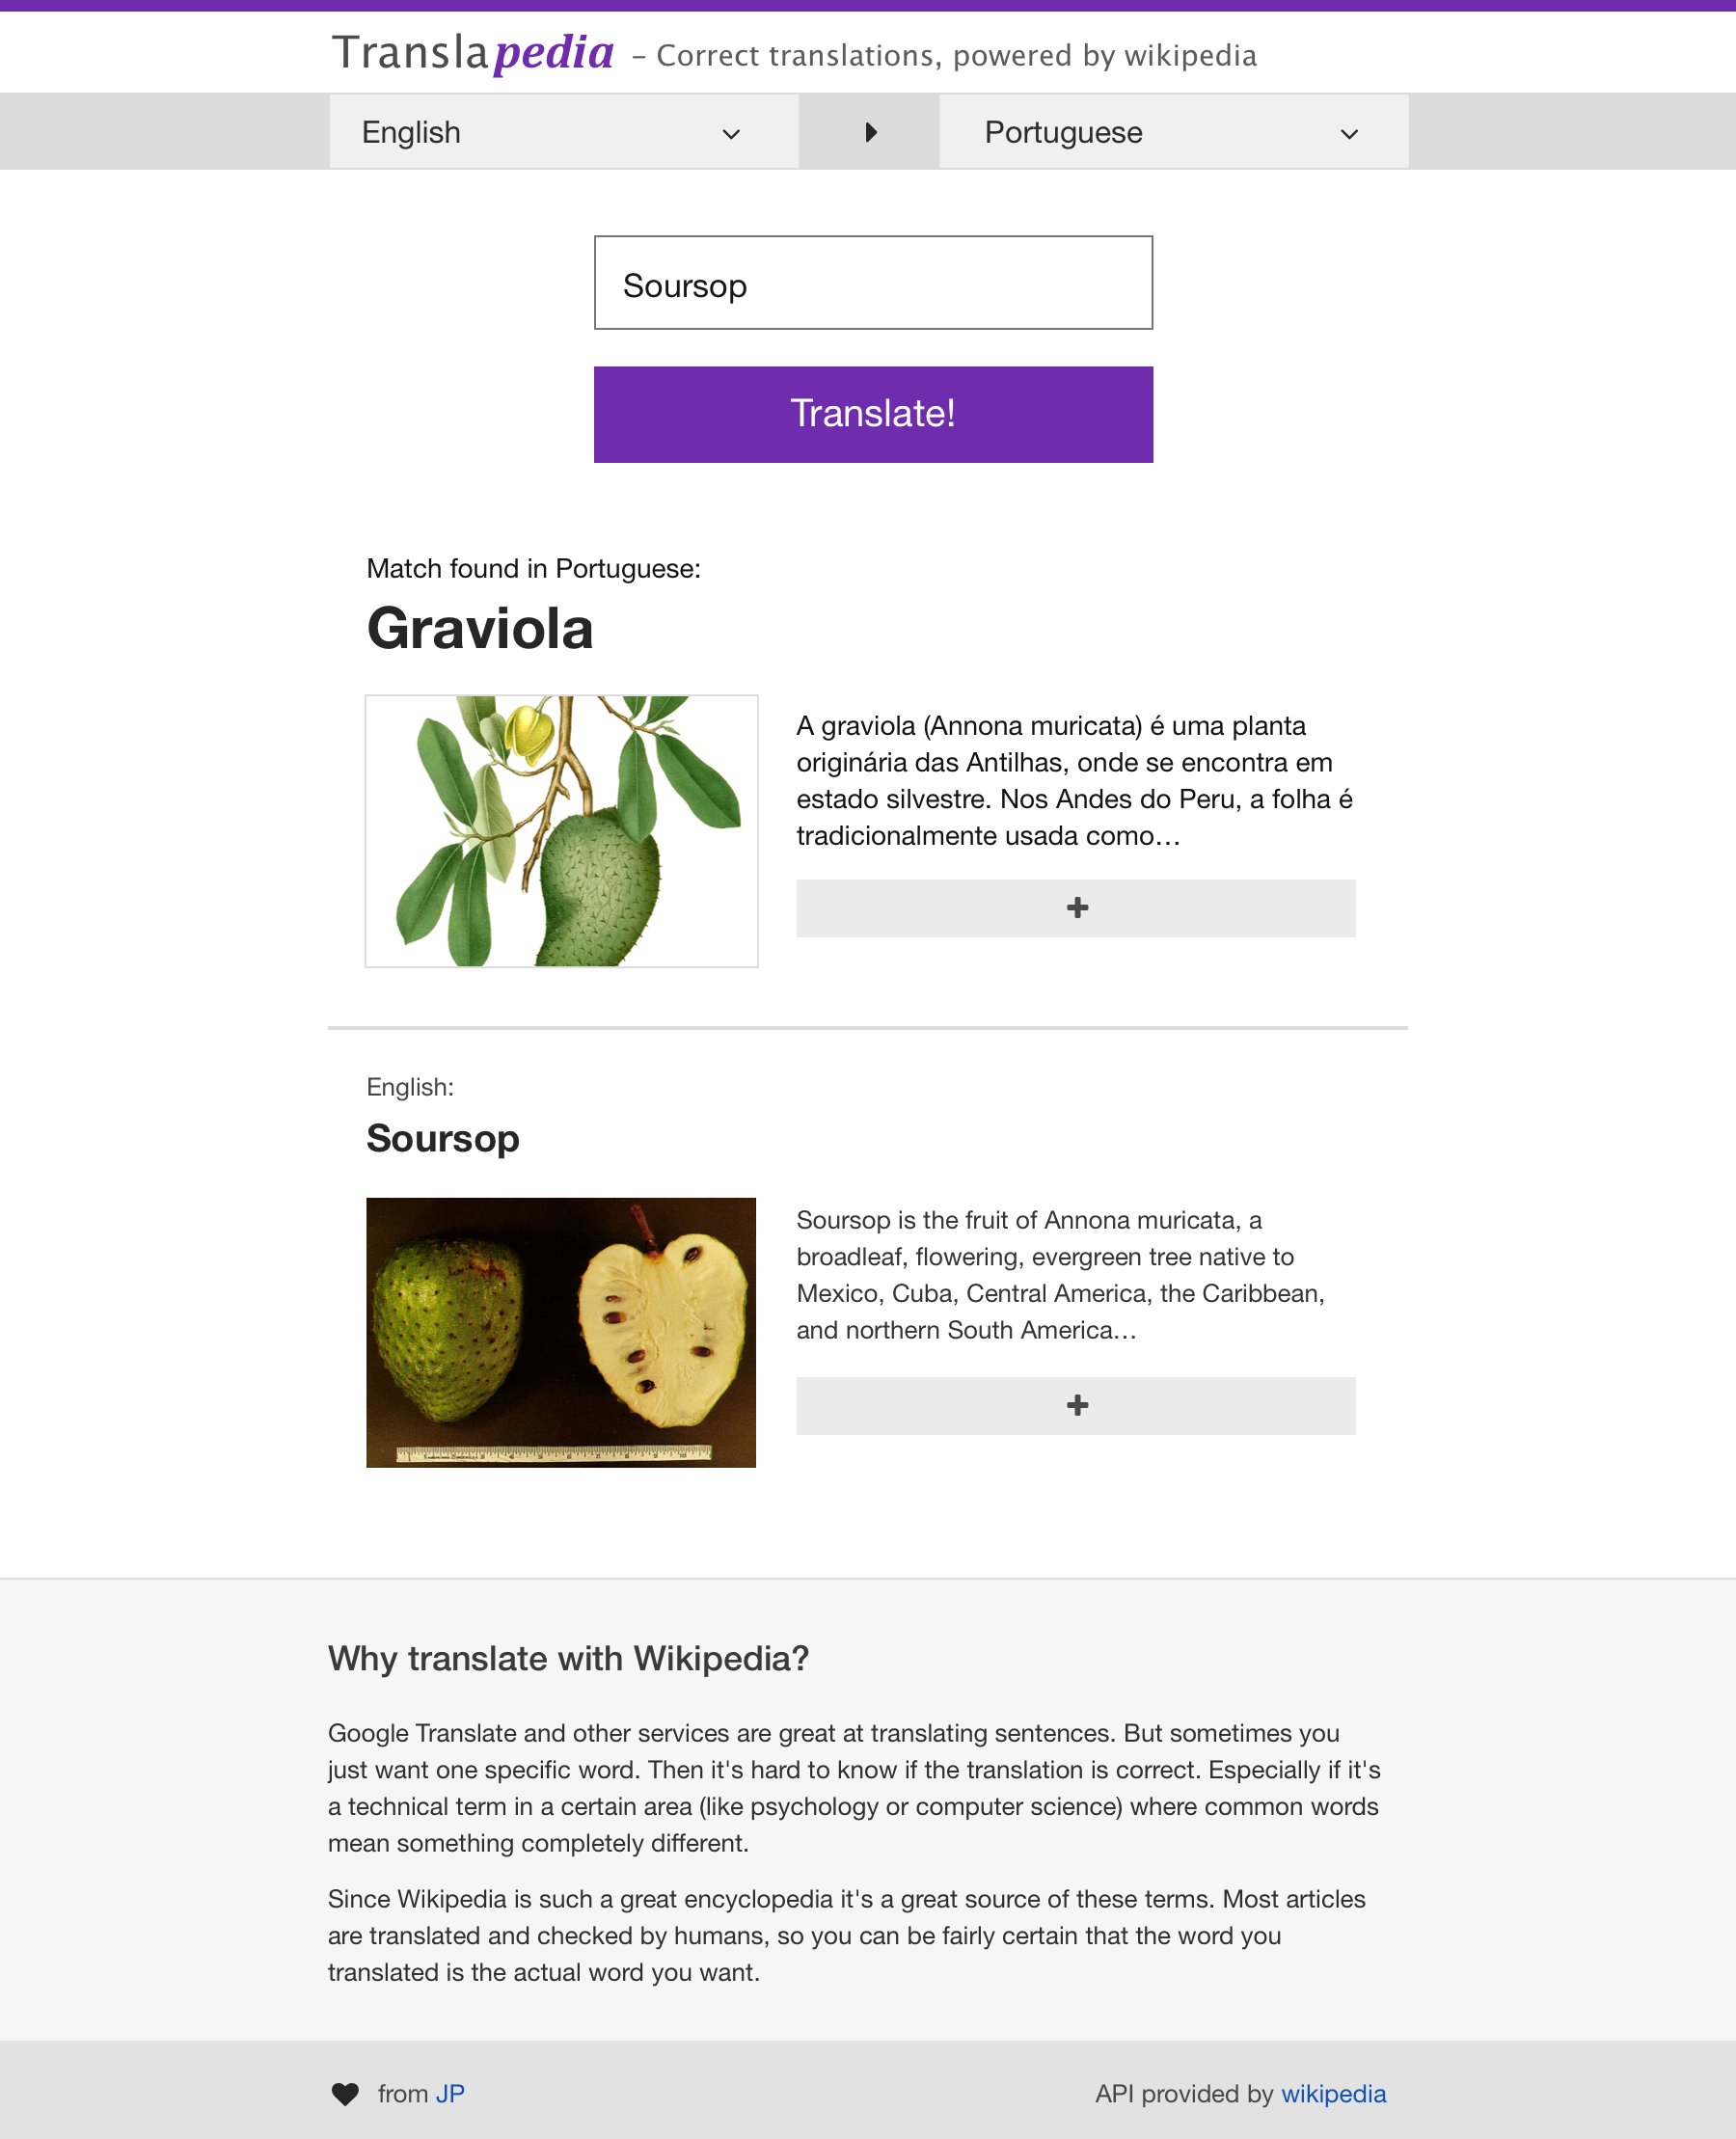 Translapedia – Correct translations, powered by wikipedia
English
Portuguese
Soursop
Translate!
Match found in Portuguese:
Graviola
A graviola (Annona muricata) é uma planta
originária das Antilhas, onde se encontra em
estado silvestre. Nos Andes do Peru, a folha é
tradicionalmente usada como…
English:
Soursop
Soursop is the fruit of Annona muricata, a
broadleaf, flowering, evergreen tree native to
Mexico, Cuba, Central America, the Caribbean,
and northern South America…
Why translate with Wikipedia?
Google Translate and other services are great at translating sentences. But sometimes you
just want one specific word. Then it's hard to know if the translation is correct. Especially if it's
a technical term in a certain area (like psychology or computer science) where common words
mean something completely different.
Since Wikipedia is such a great encyclopedia it's a great source of these terms. Most articles
are translated and checked by humans, so you can be fairly certain that the word you
translated is the actual word you want.
from JP
API provided by wikipedia